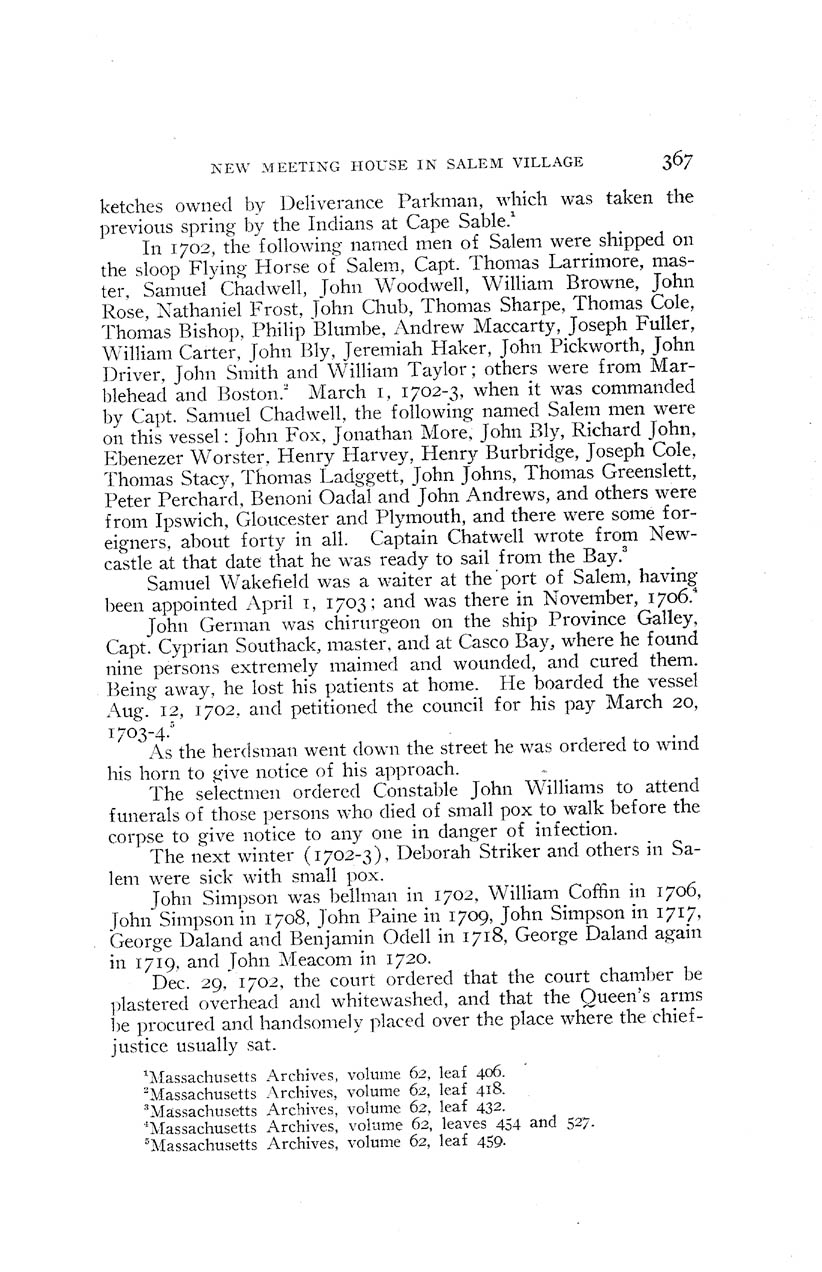 NEW MEETING HOUSE IN SALEM VILLAGE 367
ketches owned by Deliverance Parkman, which was taken the
previous spring by the Indians at Cape Sable.¹
In 1702, the following named men of Salem were shipped on
the sloop Flying Horse of Salem, Capt. Thomas Larrimore, mas-
ter, Samuel Chadwell, John Woodwell, William Browne, John
Rose, Nathaniel Frost, John Chub, Thomas Sharpe, Thomas Cole,
Thomas Bishop, Philip Blumbe, Andrew Maccarty, Joseph Fuller,
William Carter, John Bly, Jeremiah Haker, John Pickworth, John
Driver, John Smith and William Taylor; others were from Mar-
blehead and Boston.² March 1, 1702-3, when it was commanded
by Capt. Samuel Chadwell, the following named Salem men were
on this vessel: John Fox, Jonathan More, John Bly, Richard John,
Ebenezer Worster, Henry Harvey, Henry Burbridge, Joseph Cole,
Thomas Stacy, Thomas Ladggett, John Johns, Thomas Greenslett,
Peter Perchard, Benoni Oadal and John Andrews, and others were
from Ipswich, Gloucester and Plymouth, and there were some for-
eigners, about forty in all. Captain Chatwell wrote from New-
castle at that date that he was ready to sail from the Bay.³
Samuel Wakefield was a waiter at the port of Salem, having
been appointed April 1, 1703; and was there in November, 1706.⁴
John German was chirurgeon on the ship Province Galley,
Capt. Cyprian Southack, master, and at Casco Bay, where he found
nine persons extremely maimed and wounded, and cured them.
Being away, he lost his patients at home. He boarded the vessel
Aug. 12, 1702, and petitioned the council for his pay March 20,
1703-4.⁵
As the herdsman went down the street he was ordered to wind
his horn to give notice of his approach.
The selectmen ordered Constable John Williams to attend
funerals of those persons who died of small pox to walk before the
corpse to give notice to any one in danger of infection.
The next winter (1702-3), Deborah Striker and others in Sa-
lem were sick with small pox.
John Simpson was bellman in 1702, William Coffin in 1706,
John Simpson in 1708, John Paine in 1709, John Simpson in 1717,
George Daland and Benjamin Odell in 1718, George Daland again
in 1719, and John Meacom in 1720.
Dec. 29, 1702, the court ordered that the court chamber be
plastered overhead and whitewashed, and that the Queen's arms
be procured and handsomely placed over the place where the chief-
justice usually sat.
¹Massachusetts Archives, volume 62, leaf 406.
²Massachusetts Archives, volume 62, leaf 418.
³Massachusetts Archives, volume 62, leaf 432.
⁴Massachusetts Archives, volume 62, leaves 454 and 527.
⁵Massachusetts Archives, volume 62, leaf 459.